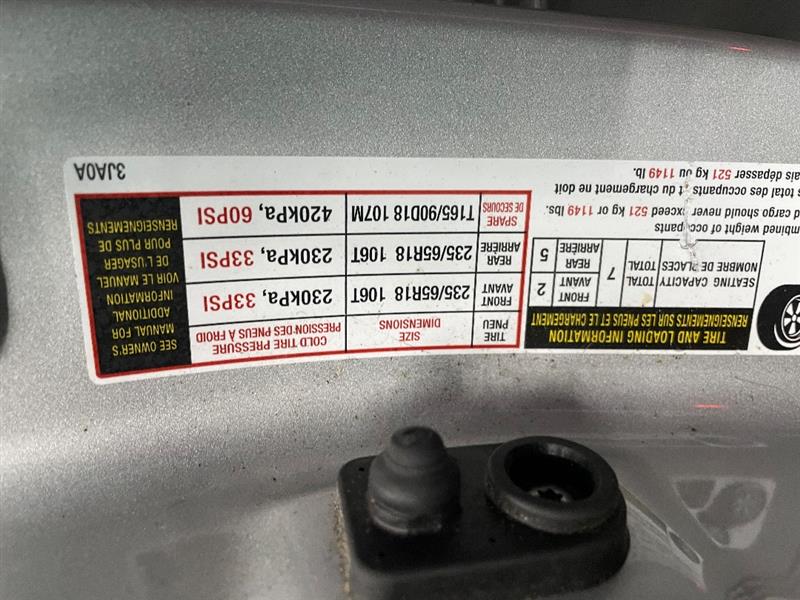 TIRE AND LOADING INFORMATION
RENSEIGNEMENTS SUR LES PNEUS ET LE CHARGEMENT
SEATING CAPACITY TOTAL 7 FRONT 2 REAR 5
NOMBRE DE PLACES TOTAL AVANT ARRIÈRE
mbined weight occupants
d cargo should never exceed 521 kg or 1149 lbs.
s total des occupants et du chargement ne doit
ais dépasser 521 kg ou 1149 lb.
TIRE SIZE COLD TIRE PRESSURE
PNEU DIMENSIONS PRESSION DES PNEUS À FROID
FRONT
AVANT 235/65R18 106T 230kPa, 33PSI
REAR
ARRIÈRE 235/65R18 106T 230kPa, 33PSI
SPARE
DE SECOURS T165/90D18 107M 420kPa, 60PSI
SEE OWNER'S
MANUAL FOR
ADDITIONAL
INFORMATION
VOIR LE MANUEL
DE L'USAGER
POUR PLUS DE
RENSEIGNEMENTS
3JA0A